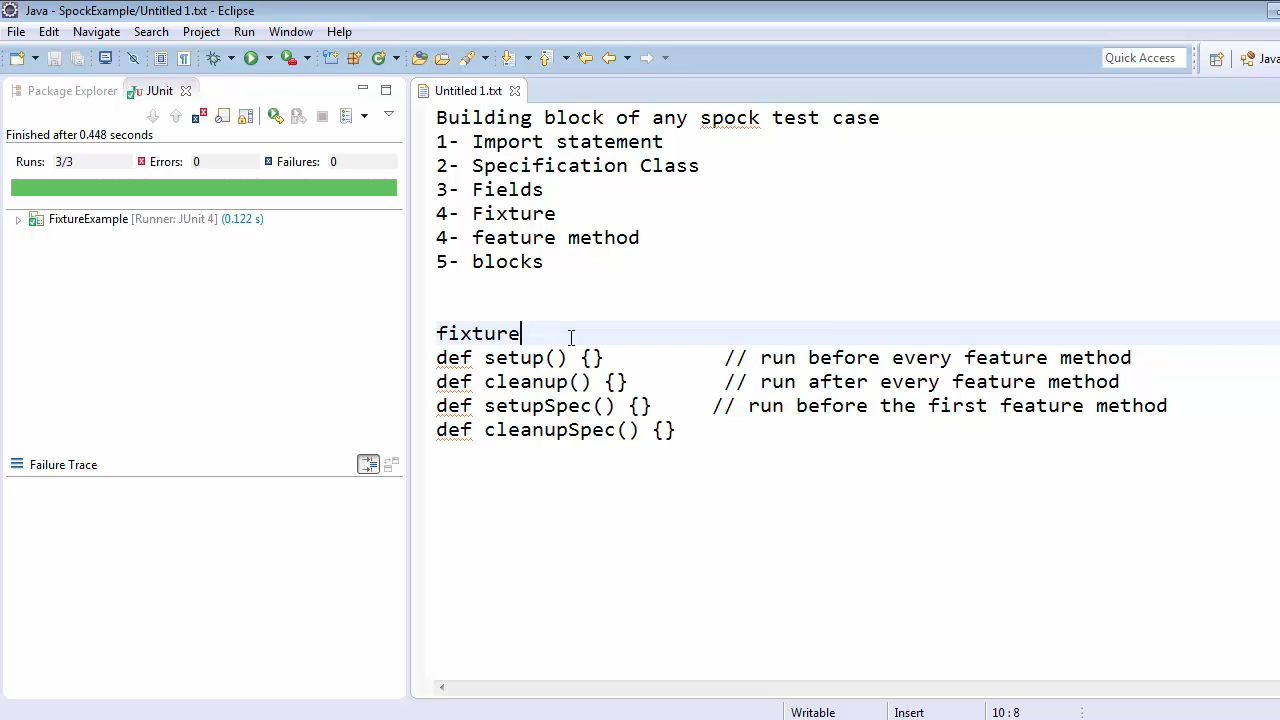 Java - SpockExample/Untitled 1.txt - Eclipse
File Edit Navigate Search Project Run Window Help
Quick Access
Java
Package Explorer JUnit
Untitled 1.txt
Finished after 0.448 seconds
Runs: 3/3 Errors: 0 Failures: 0
FixtureExample [Runner: JUnit 4] (0.122 s)
Failure Trace
Building block of any spock test case
1- Import statement
2- Specification Class
3- Fields
4- Fixture
4- feature method
5- blocks
fixture
def setup() {} // run before every feature method
def cleanup() {} // run after every feature method
def setupSpec() {} // run before the first feature method
def cleanupSpec() {}
Writable Insert 10 : 8